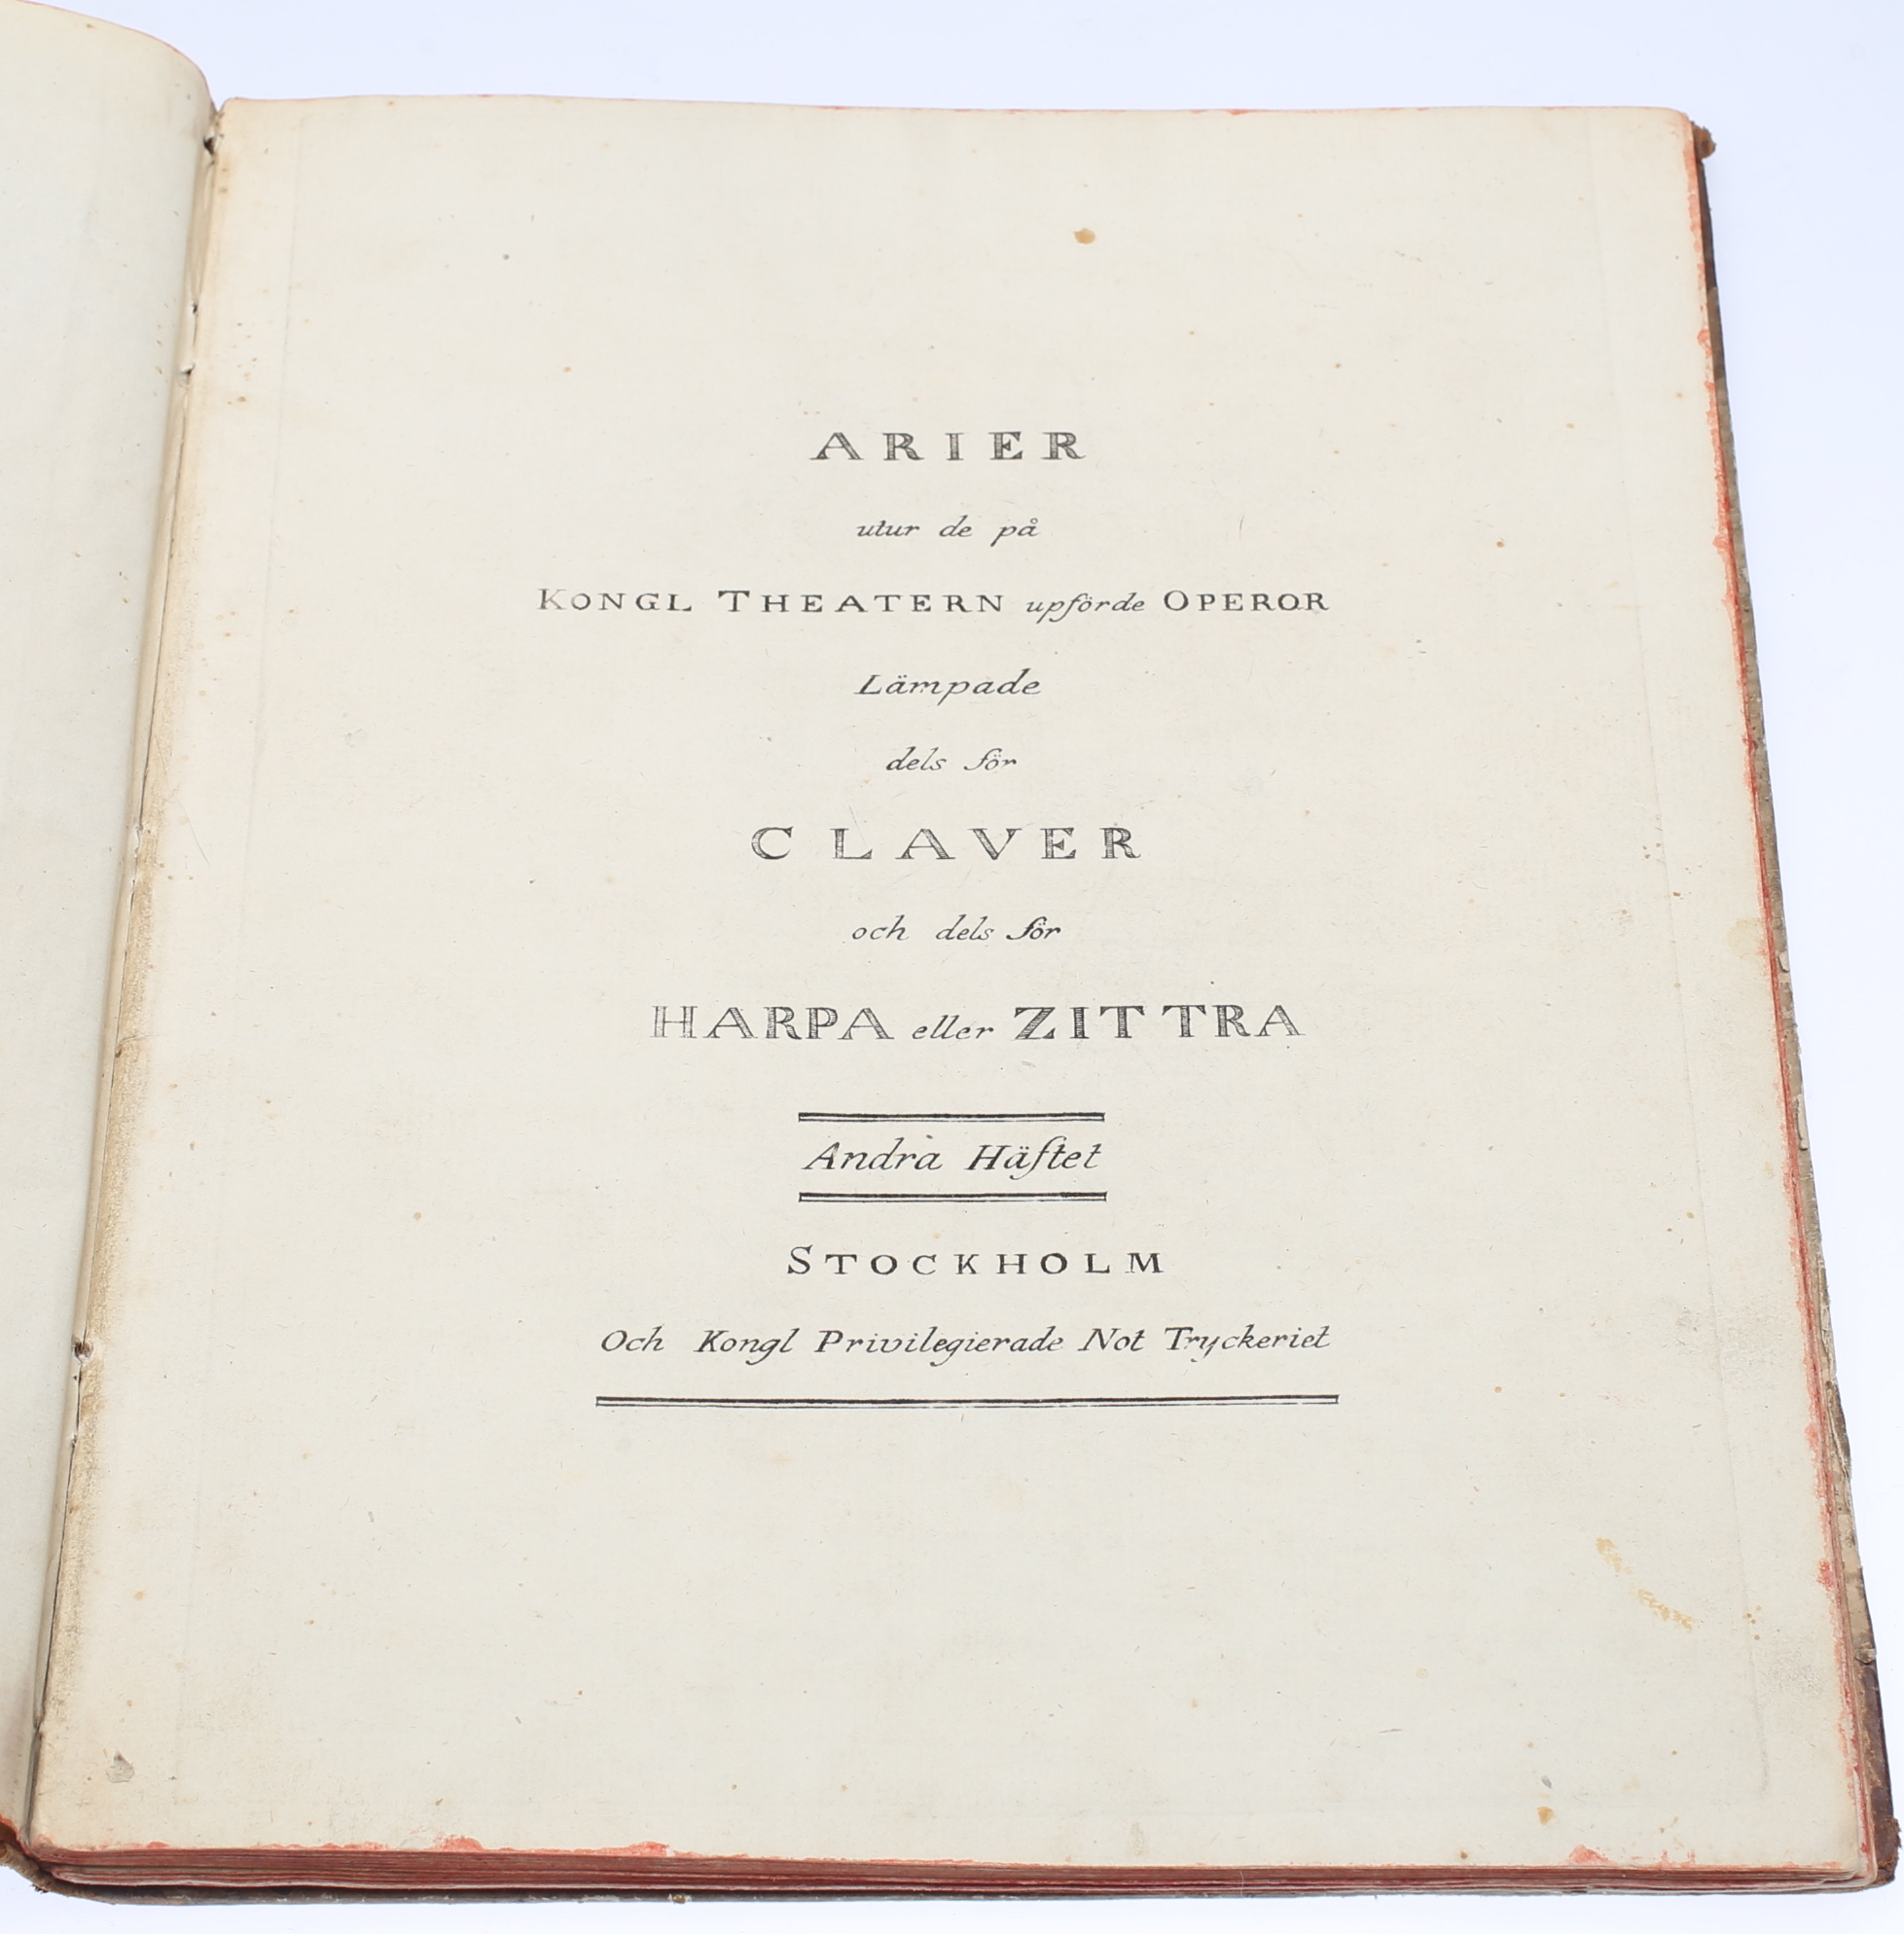 ARIER
utur de på
KONGL THEATERN upförde OPEROR
Lämpade
dels för
CLAVER
och dels för
HARPA eller ZITTRA
Andra Häftet
STOCKHOLM
Och Kongl Privilegierade Not Tryckeriet